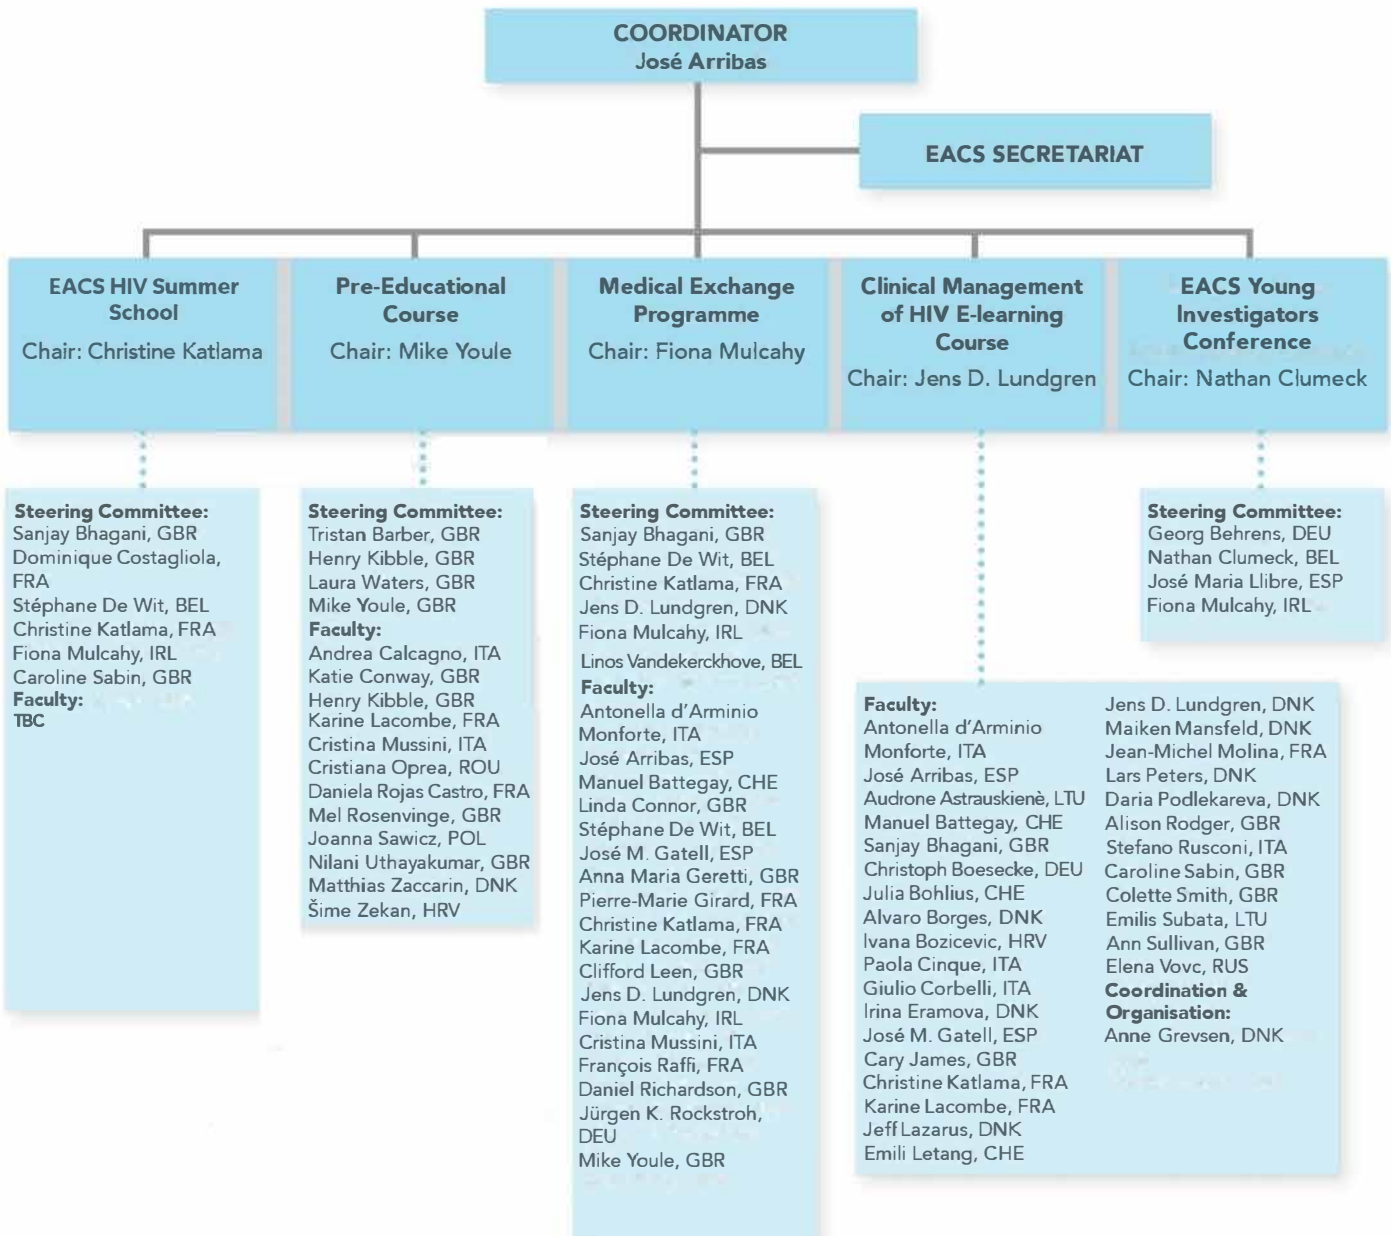 COORDINATOR
José Arribas
EACS SECRETARIAT
EACS HIV Summer
School
Chair: Christine Katlama
Pre-Educational
Course
Chair: Mike Youle
Medical Exchange
Programme
Chair: Fiona Mulcahy
Clinical Management
of HIV E-learning
Course
Chair: Jens D. Lundgren
EACS Young
Investigators
Conference
Chair: Nathan Clumeck
Steering Committee:
Sanjay Bhagani, GBR
Dominique Costagliola,
FRA
Stéphane De Wit, BEL
Christine Katlama, FRA
Fiona Mulcahy, IRL
Caroline Sabin, GBR
Faculty:
TBC
Steering Committee:
Tristan Barber, GBR
Henry Kibble, GBR
Laura Waters, GBR
Mike Youle, GBR
Faculty:
Andrea Calcagno, ITA
Katie Conway, GBR
Henry Kibble, GBR
Karine Lacombe, FRA
Cristina Mussini, ITA
Cristiana Oprea, ROU
Daniela Rojas Castro, FRA
Mel Rosenvinge, GBR
Joanna Sawicz, POL
Nilani Uthayakumar, GBR
Matthias Zaccarin, DNK
Šime Zekan, HRV
Steering Committee:
Sanjay Bhagani, GBR
Stéphane De Wit, BEL
Christine Katlama, FRA
Jens D. Lundgren, DNK
Fiona Mulcahy, IRL
Linos Vandekerckhove, BEL
Faculty:
Antonella d'Arminio
Monforte, ITA
José Arribas, ESP
Manuel Battegay, CHE
Linda Connor, GBR
Stéphane De Wit, BEL
José M. Gatell, ESP
Anna Maria Geretti, GBR
Pierre-Marie Girard, FRA
Christine Katlama, FRA
Karine Lacombe, FRA
Clifford Leen, GBR
Jens D. Lundgren, DNK
Fiona Mulcahy, IRL
Cristina Mussini, ITA
François Raffi, FRA
Daniel Richardson, GBR
Jürgen K. Rockstroh,
DEU
Mike Youle, GBR
Faculty:
Antonella d'Arminio
Monforte, ITA
José Arribas, ESP
Audrone Astrauskienè, LTU
Manuel Battegay, CHE
Sanjay Bhagani, GBR
Christoph Boesecke, DEU
Julia Bohlius, CHE
Alvaro Borges, DNK
Ivana Bozicevic, HRV
Paola Cinque, ITA
Giulio Corbelli, ITA
Irina Eramova, DNK
José M. Gatell, ESP
Cary James, GBR
Christine Katlama, FRA
Karine Lacombe, FRA
Jeff Lazarus, DNK
Emili Letang, CHE
Jens D. Lundgren, DNK
Maiken Mansfeld, DNK
Jean-Michel Molina, FRA
Lars Peters, DNK
Daria Podlekareva, DNK
Alison Rodger, GBR
Stefano Rusconi, ITA
Caroline Sabin, GBR
Colette Smith, GBR
Emilis Subata, LTU
Ann Sullivan, GBR
Elena Vovc, RUS
Coordination &
Organisation:
Anne Grevsen, DNK
Steering Committee:
Georg Behrens, DEU
Nathan Clumeck, BEL
José Maria Llibre, ESP
Fiona Mulcahy, IRL